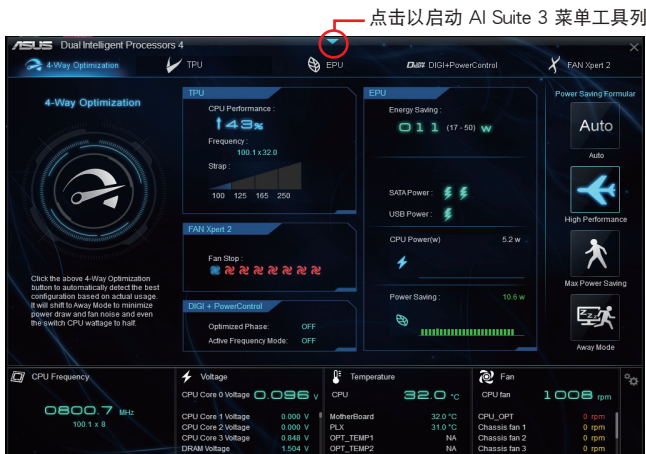 点击以启动 AI Suite 3 菜单工具列
ASUS Dual Intelligent Processors 4
4-Way Optimization TPU EPU DIGI+PowerControl FAN Xpert 2
4-Way Optimization
Click the above 4-Way Optimization
button to automatically detect the best
configuration based on actual usage.
It will shift to Away Mode to minimize
power draw and fan noise and even
the switch CPU wattage to half.
TPU
CPU Performance :
43%
Frequency :
100.1 x32.0
Strap :
100 125 165 250
FAN Xpert 2
Fan Stop :
DIGI + PowerControl
Optimized Phase: OFF
Active Frequency Mode: OFF
EPU
Energy Saving :
011 (17 - 50) w
SATA Power :
USB Power :
CPU Power(w) 5.2 w
Power Saving : 10.6 w
Power Saving Formular
Auto
Auto
High Performance
Max Power Saving
Zzz
Away Mode
CPU Frequency
0800.7 MHz
100.1 x 8
Voltage
CPU Core 0 Voltage 0.096 V
CPU Core 1 Voltage 0.000 V
CPU Core 2 Voltage 0.000 V
CPU Core 3 Voltage 0.848 V
DRAM Voltage 1.504 V
Temperature
CPU 32.0 °C
MotherBoard 32.0 °C
PLX 31.0 °C
OPT_TEMP1 NA
OPT_TEMP2 NA
Fan
CPU fan 1008 rpm
CPU_OPT 0 rpm
Chassis fan 1 0 rpm
Chassis fan 2 0 rpm
Chassis fan 3 0 rpm